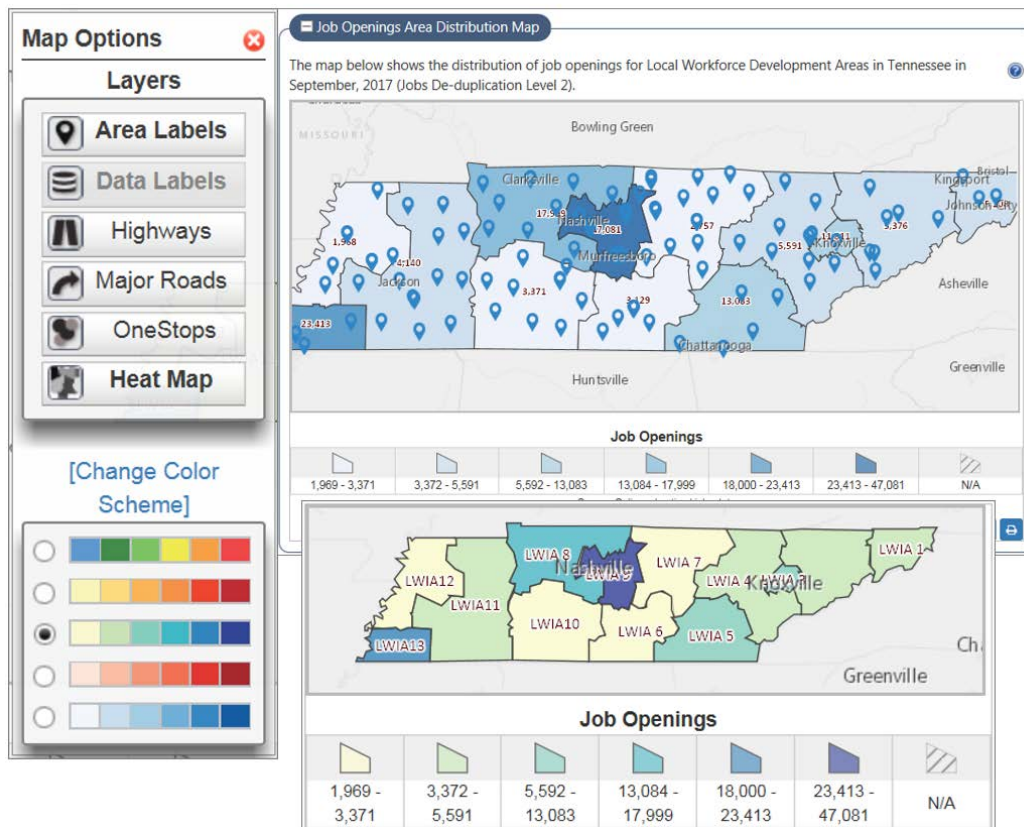 Map Options
Layers
Area Labels
Data Labels
Highways
Major Roads
OneStops
Heat Map
[Change Color
Scheme]
Job Openings Area Distribution Map
The map below shows the distribution of job openings for Local Workforce Development Areas in Tennessee in
September, 2017 (Jobs De-duplication Level 2).
MISSOURI
Bowling Green
Clarksville
Kingsport
Bristol
Johnson City
Nashville
1,968
Murfreesboro
5,591
Knoxville
5,376
4,140
Jackson
Asheville
3,371
3,129
13,083
23,413
Chattanooga
Huntsville
Greenville
Job Openings
1,969 - 3,371
3,372 - 5,591
5,592 - 13,083
13,084 - 17,999
18,000 - 23,413
23,413 - 47,081
N/A
LWIA 8
Nashville
LWIA 7
LWIA 1
LWIA12
LWIA 4
Knoxville
LWIA11
LWIA10
LWIA 6
LWIA 5
LWIA13
Ch
Greenville
Job Openings
1,969 -
3,371
3,372 -
5,591
5,592 -
13,083
13,084 -
17,999
18,000 -
23,413
23,413 -
47,081
N/A